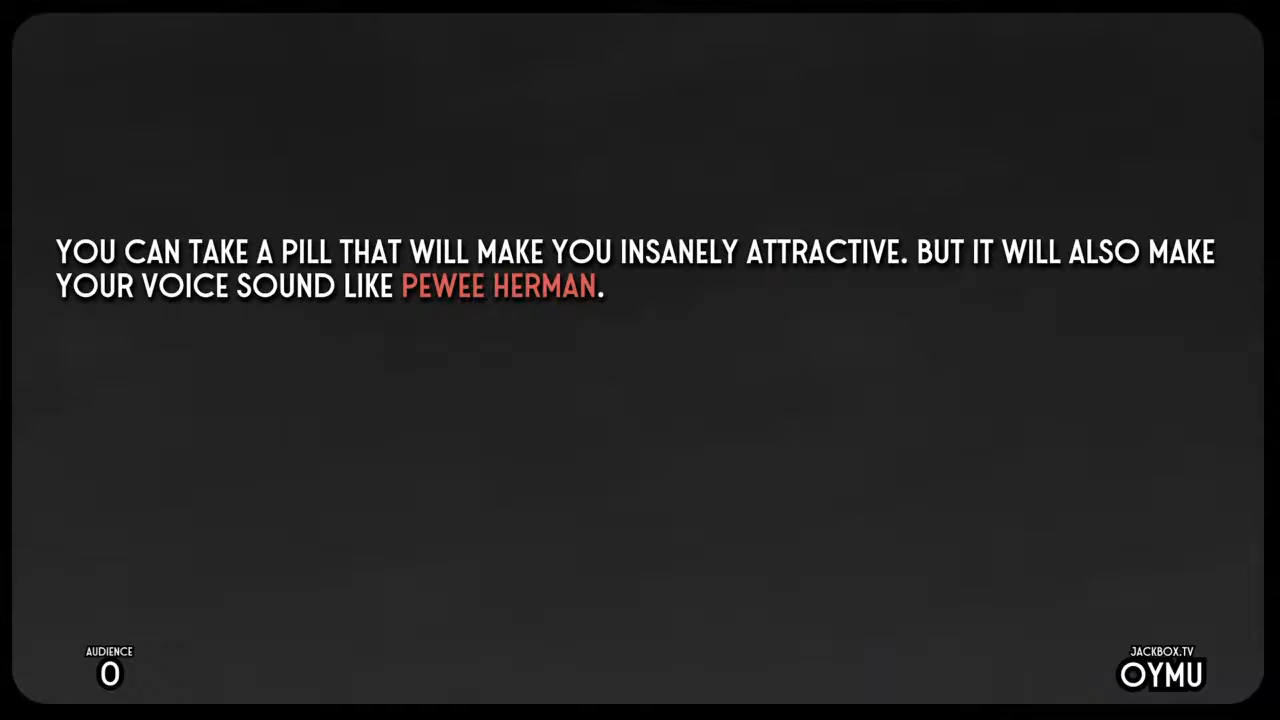 YOU CAN TAKE A PILL THAT WILL MAKE YOU INSANELY ATTRACTIVE. BUT IT WILL ALSO MAKE
YOUR VOICE SOUND LIKE PEWEE HERMAN.
AUDIENCE
0
JACKBOX.TV
OYMU